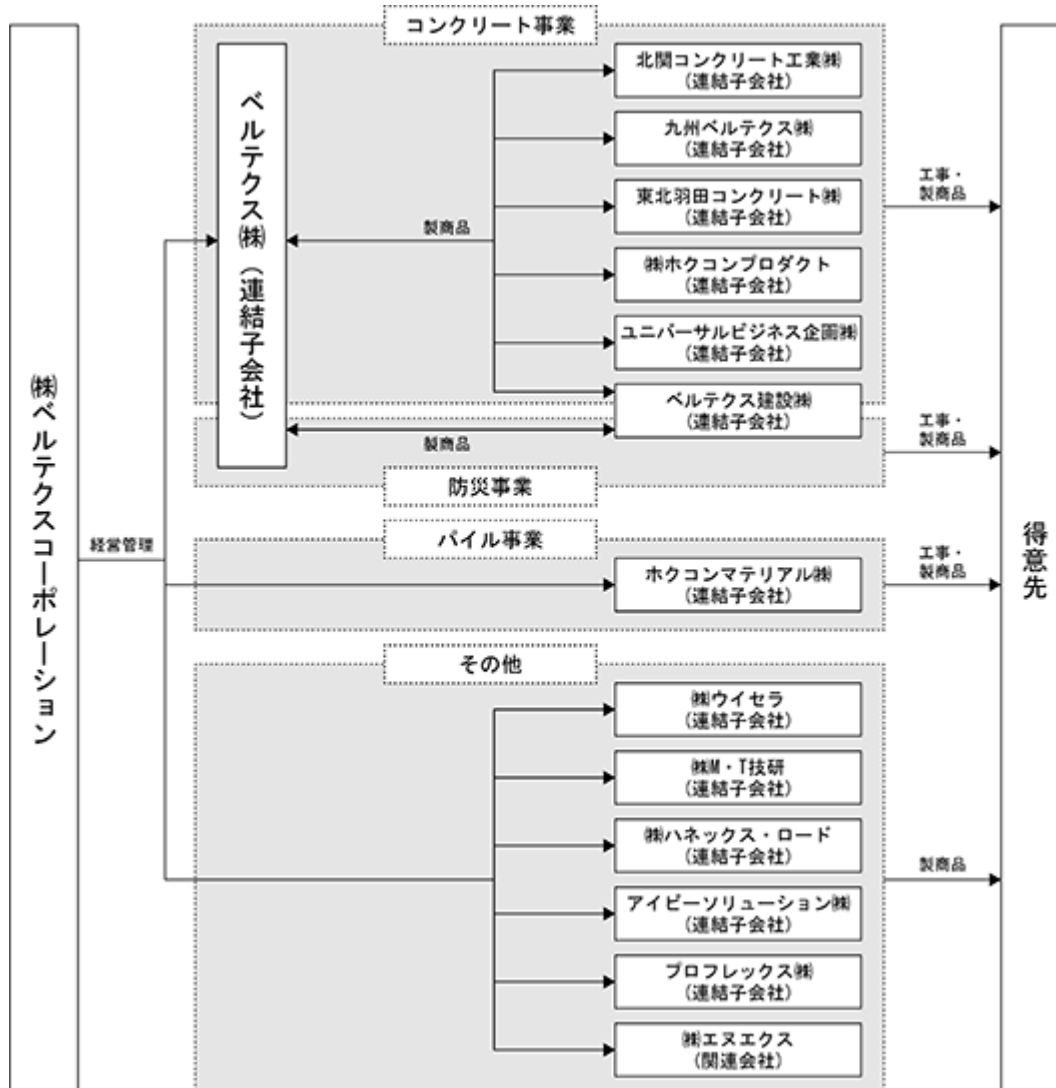 ㈱ベルテクスコーポレーション
経営管理
コンクリート事業
ベルテクス㈱（連結子会社）
製商品
北関コンクリート工業㈱
(連結子会社)
九州ベルテクス㈱
(連結子会社)
東北羽田コンクリート㈱
(連結子会社)
㈱ホクコンプロダクト
(連結子会社)
ユニバーサルビジネス企画㈱
(連結子会社)
ベルテクス建設㈱
(連結子会社)
工事・
製商品
製商品
防災事業
工事・
製商品
パイル事業
ホクコンマテリアル㈱
(連結子会社)
工事・
製商品
その他
㈱ウイセラ
(連結子会社)
㈱M・T技研
(連結子会社)
㈱ハネックス・ロード
(連結子会社)
アイビーソリューション㈱
(連結子会社)
プロフレックス㈱
(連結子会社)
㈱エヌエクス
(関連会社)
製商品
得意先